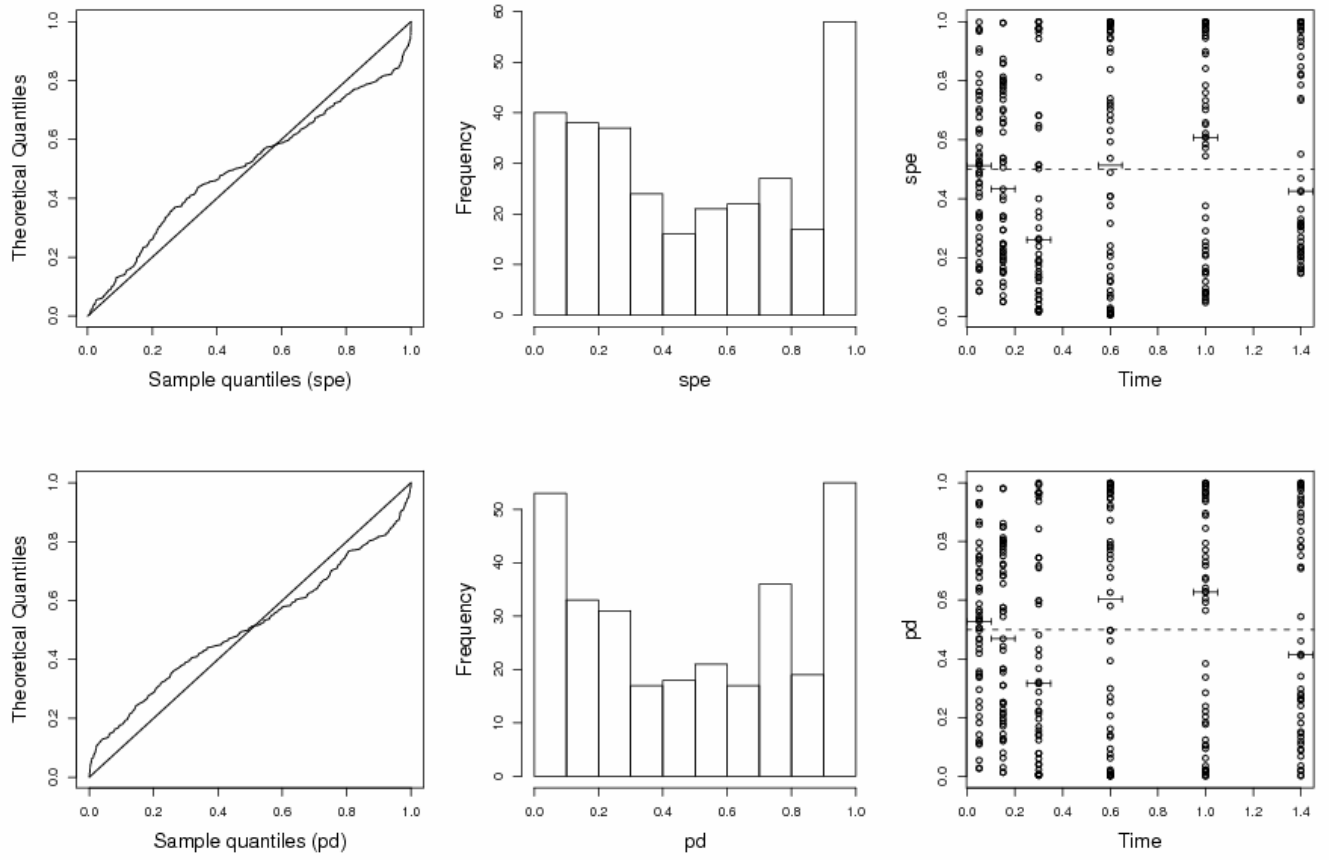 Theoretical Quantiles
0.0 0.2 0.4 0.6 0.8 1.0
0.0 0.2 0.4 0.6 0.8 1.0
Sample quantiles (spe)
Frequency
0 10 20 30 40 50 60
0.0 0.2 0.4 0.6 0.8 1.0
spe
spe
0.0 0.2 0.4 0.6 0.8 1.0
0.0 0.2 0.4 0.6 0.8 1.0 1.2 1.4
Time
Theoretical Quantiles
0.0 0.2 0.4 0.6 0.8 1.0
0.0 0.2 0.4 0.6 0.8 1.0
Sample quantiles (pd)
Frequency
0 10 20 30 40 50
0.0 0.2 0.4 0.6 0.8 1.0
pd
pd
0.0 0.2 0.4 0.6 0.8 1.0
0.0 0.2 0.4 0.6 0.8 1.0 1.2 1.4
Time